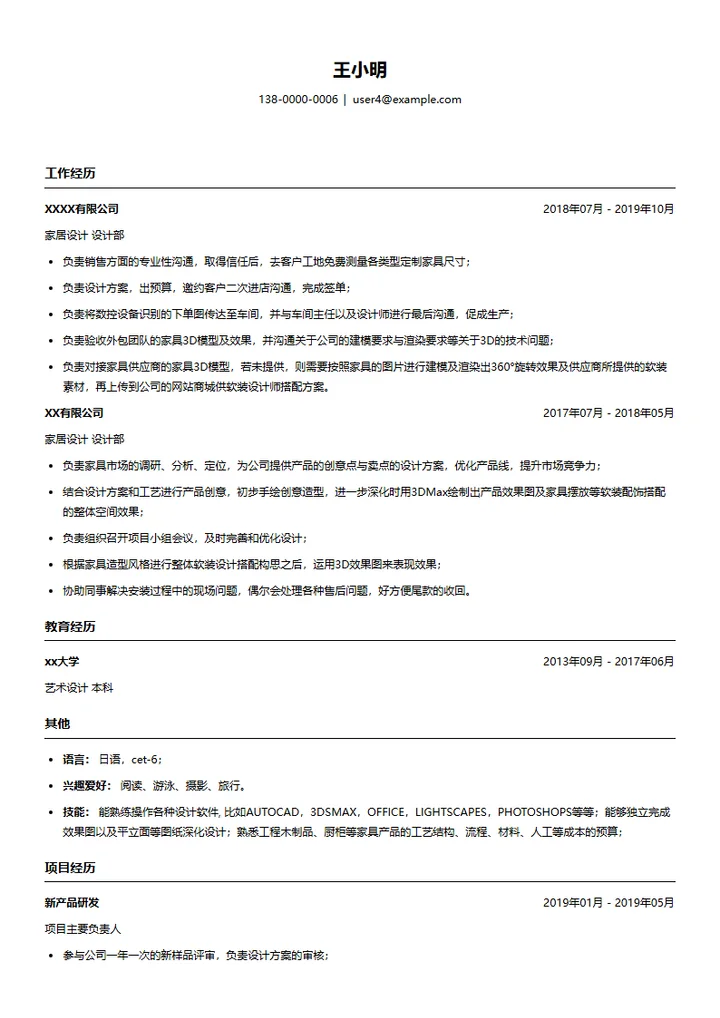 王小明
138-0000-0006 | user4@example.com
工作经历
XXXX有限公司 2018年07月 - 2019年10月
家居设计 设计部
• 负责销售方面的专业性沟通，取得信任后，去客户工地免费测量各类型定制家具尺寸；
• 负责设计方案，出预算，邀约客户二次进店沟通，完成签单；
• 负责将数控设备识别的下单图传达至车间，并与车间主任以及设计师进行最后沟通，促成生产；
• 负责验收外包团队的家具3D模型及效果，并沟通关于公司的建模要求与渲染要求等关于3D的技术问题；
• 负责对接家具供应商的家具3D模型，若未提供，则需要按照家具的图片进行建模及渲染出360°旋转效果及供应商所提供的软装
素材，再上传到公司的网站商城供软装设计师搭配方案。
XX有限公司 2017年07月 - 2018年05月
家居设计 设计部
• 负责家具市场的调研、分析、定位，为公司提供产品的创意点与卖点的设计方案，优化产品线，提升市场竞争力；
• 结合设计方案和工艺进行产品创意，初步手绘创意造型，进一步深化时用3DMax绘制出产品效果图及家具摆放等软装配饰搭配
的整体空间效果；
• 负责组织召开项目小组会议，及时完善和优化设计；
• 根据家具造型风格进行整体软装设计搭配构思之后，运用3D效果图来表现效果；
• 协助同事解决安装过程中的现场问题，偶尔会处理各种售后问题，好方便尾款的收回。
教育经历
xx大学 2013年09月 - 2017年06月
艺术设计 本科
其他
• 语言： 日语，cet-6；
• 兴趣爱好： 阅读、游泳、摄影、旅行。
• 技能： 能熟练操作各种设计软件, 比如AUTOCAD，3DSMAX，OFFICE，LIGHTSCAPES，PHOTOSHOPS等等；能够独立完成
效果图以及平立面等图纸深化设计；熟悉工程木制品、厨柜等家具产品的工艺结构、流程、材料、人工等成本的预算；
项目经历
新产品研发 2019年01月 - 2019年05月
项目主要负责人
• 参与公司一年一次的新样品评审，负责设计方案的审核；